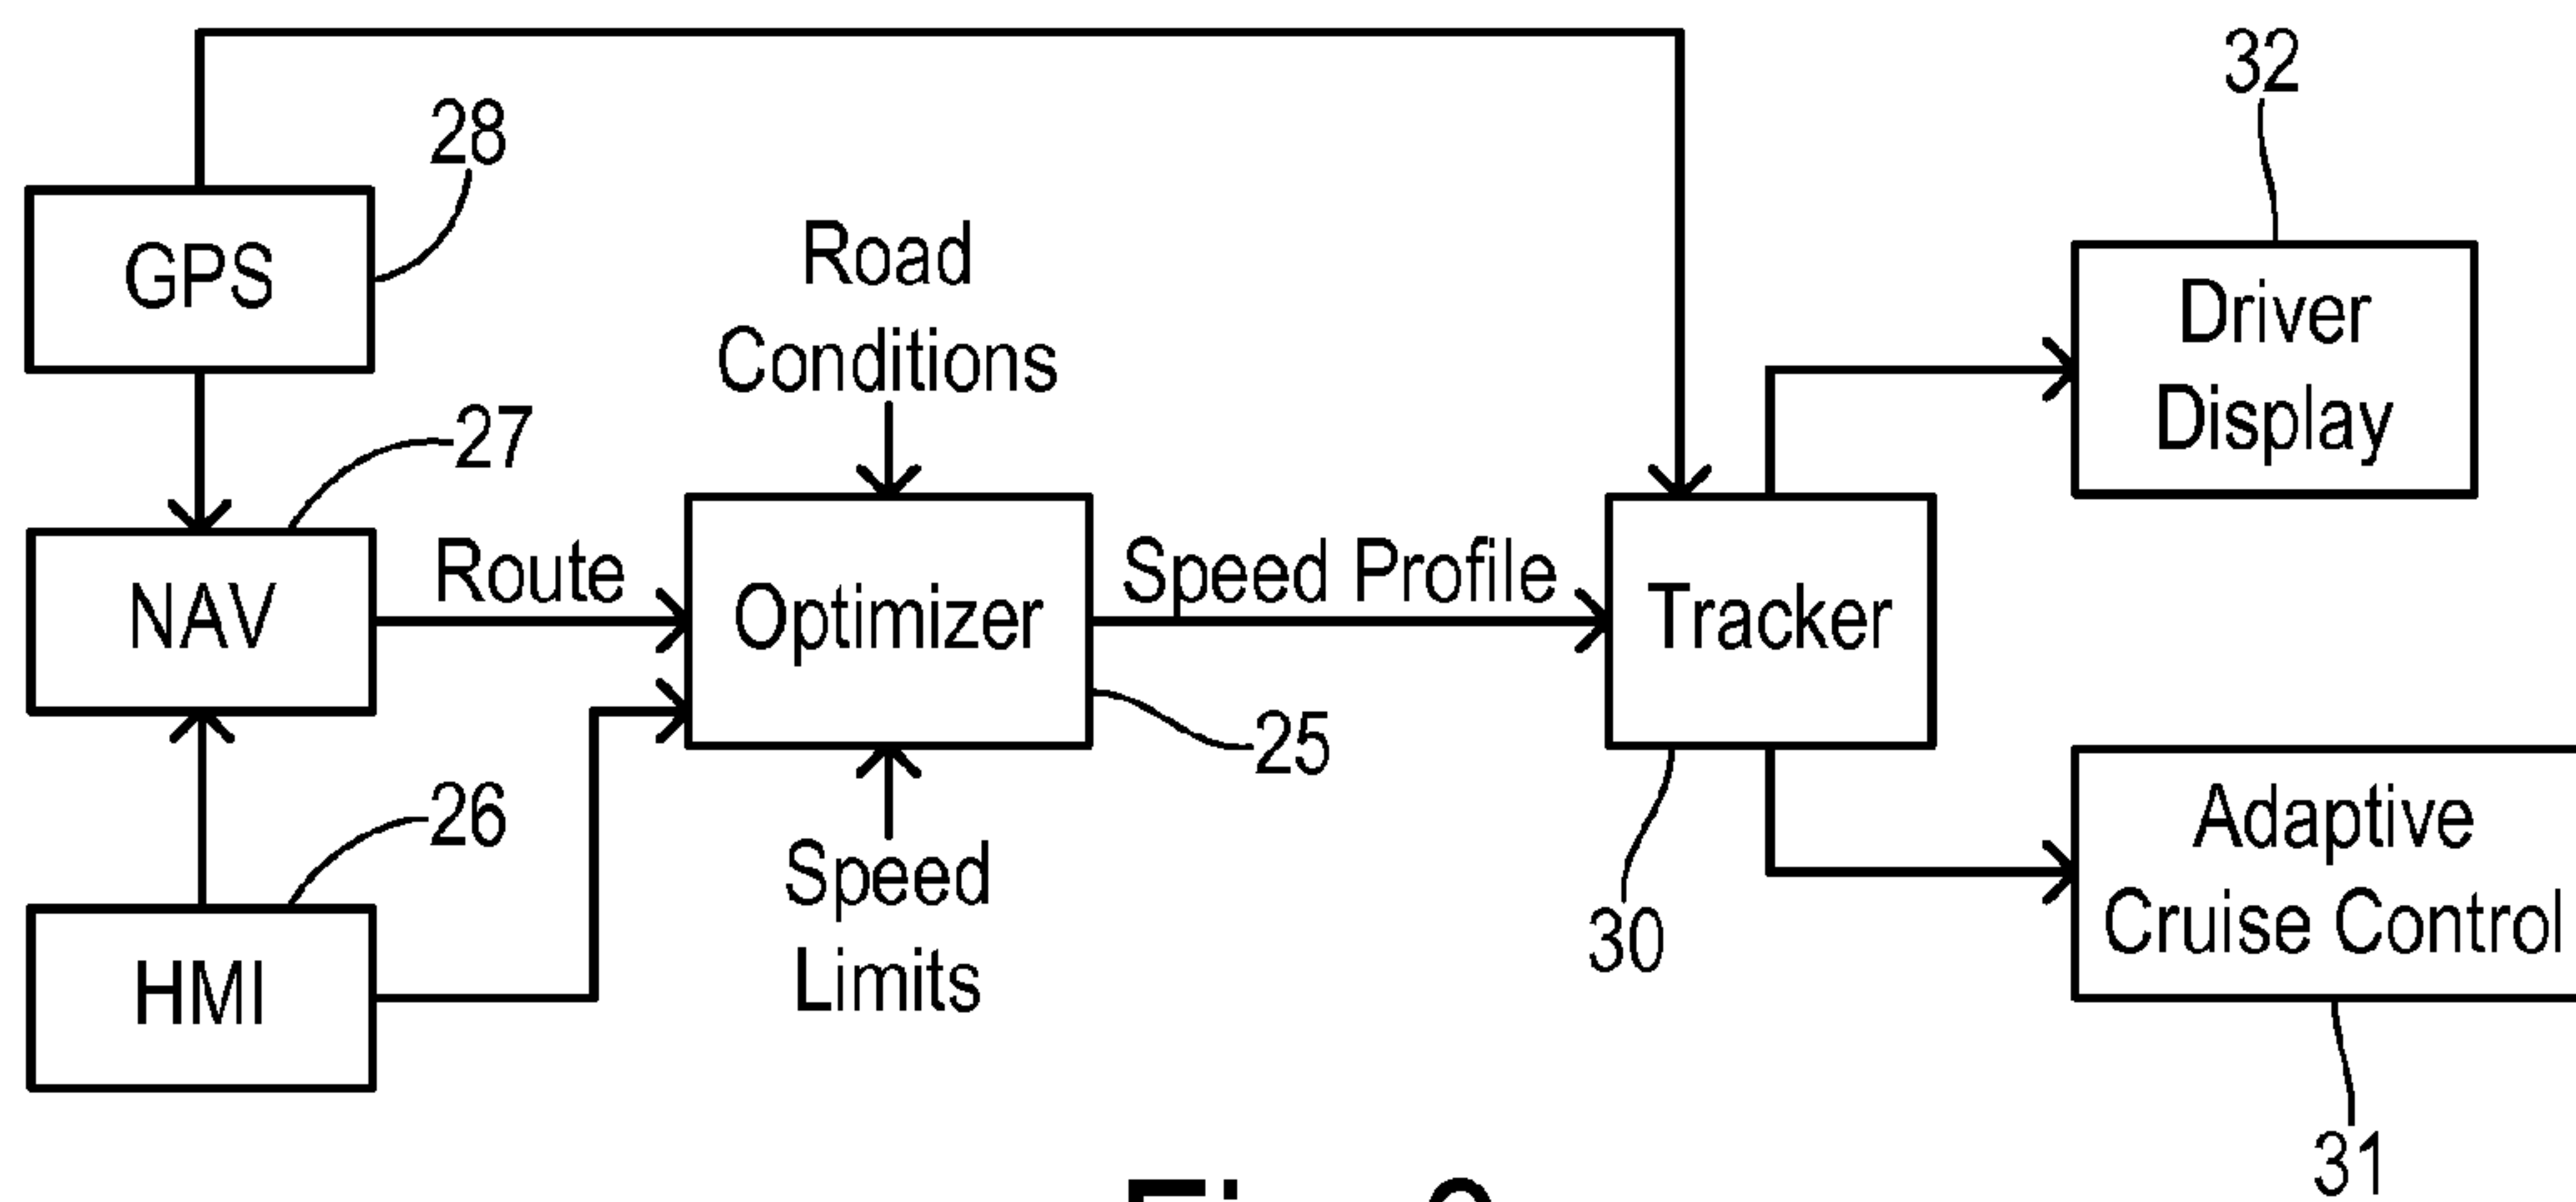 32
28
GPS
Road
Conditions
Driver
Display
27
NAV
Route
Optimizer
Speed Profile
Tracker
25
26
HMI
Speed
Limits
30
Adaptive
Cruise Control
31